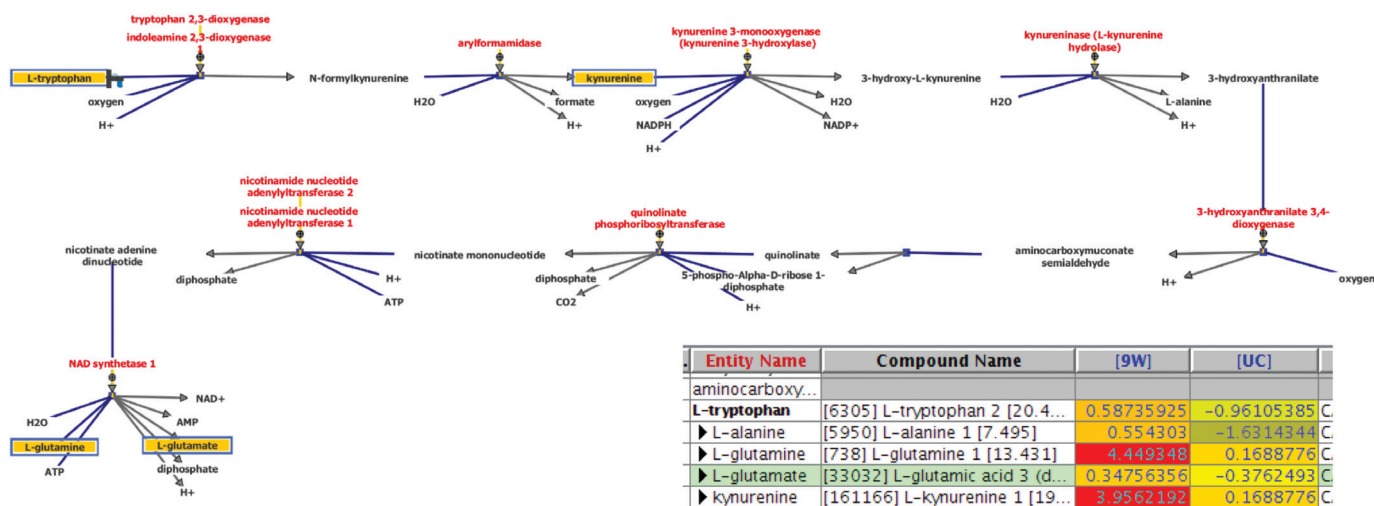 tryptophan 2,3-dioxygenase
indoleamine 2,3-dioxygenase
1
L-tryptophan
oxygen
H+
N-formylkynurenine
arylformamidase
H2O
formate
H+
kynurenine
kynurenine 3-monooxygenase
(kynurenine 3-hydroxylase)
oxygen
NADPH
H+
H2O
NADP+
3-hydroxy-L-kynurenine
kynureninase (L-kynurenine
hydrolase)
H2O
L-alanine
H+
3-hydroxyanthranilate
nicotinate adenine
dinucleotide
nicotinamide nucleotide
adenylyltransferase 2
nicotinamide nucleotide
adenylyltransferase 1
diphosphate
H+
ATP
nicotinate mononucleotide
quinolinate
phosphoribosyltransferase
diphosphate
CO2
5-phospho-Alpha-D-ribose 1-
diphosphate
H+
quinolinate
aminocarboxymuconate
semialdehyde
3-hydroxyanthranilate 3,4-
dioxygenase
H+
oxygen
NAD synthetase 1
H2O
L-glutamine
ATP
NAD+
AMP
L-glutamate
diphosphate
H+
. Entity Name Compound Name [9W] [UC]
aminocarboxy...
L-tryptophan [6305] L-tryptophan 2 [20.4... 0.58735925 -0.96105385
L-alanine [5950] L-alanine 1 [7.495] 0.554303 -1.6314344
L-glutamine [738] L-glutamine 1 [13.431] 4.449348 0.1688776
L-glutamate [33032] L-glutamic acid 3 (d... 0.34756356 -0.3762493
kynurenine [161166] L-kynurenine 1 [19... 3.9562192 0.1688776